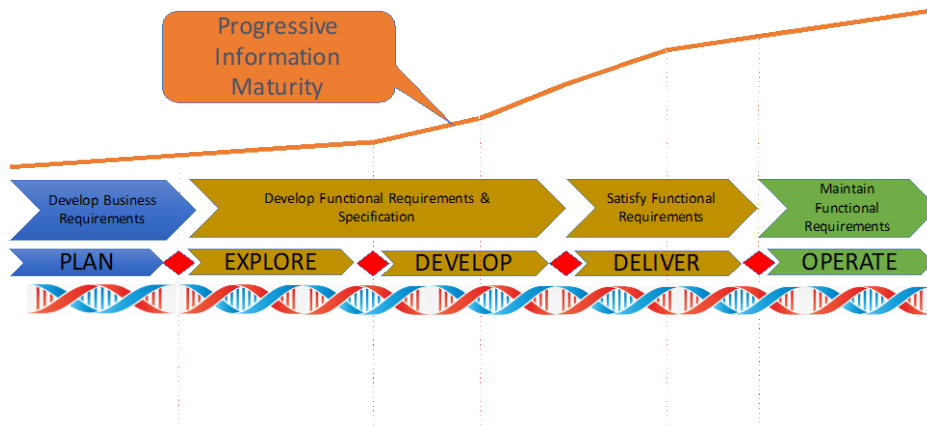 Progressive
Information
Maturity
Develop Business
Requirements
Develop Functional Requirements &
Specification
Satisfy Functional
Requirements
Maintain
Functional
Requirements
PLAN
EXPLORE
DEVELOP
DELIVER
OPERATE